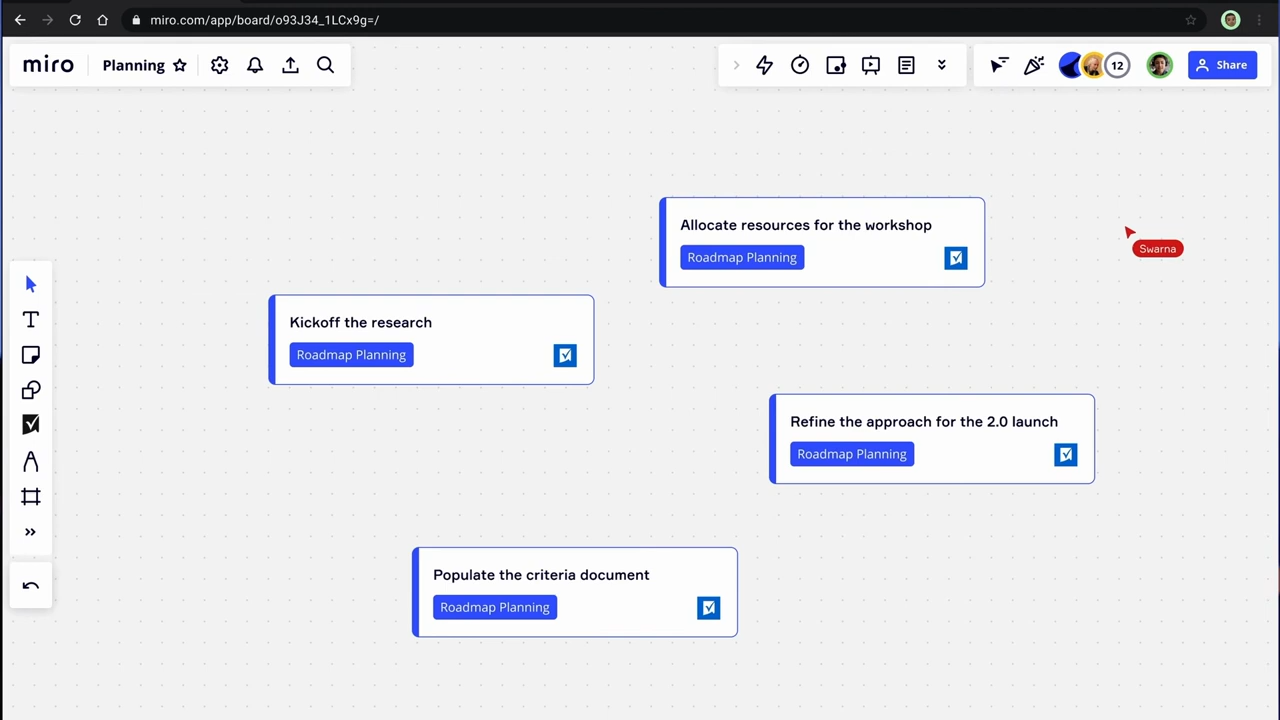 miro.com/app/board/o93J34_1LCx9g=/
miro
Planning
12
Share
Allocate resources for the workshop
Roadmap Planning
Swarna
Kickoff the research
Roadmap Planning
Refine the approach for the 2.0 launch
Roadmap Planning
Populate the criteria document
Roadmap Planning